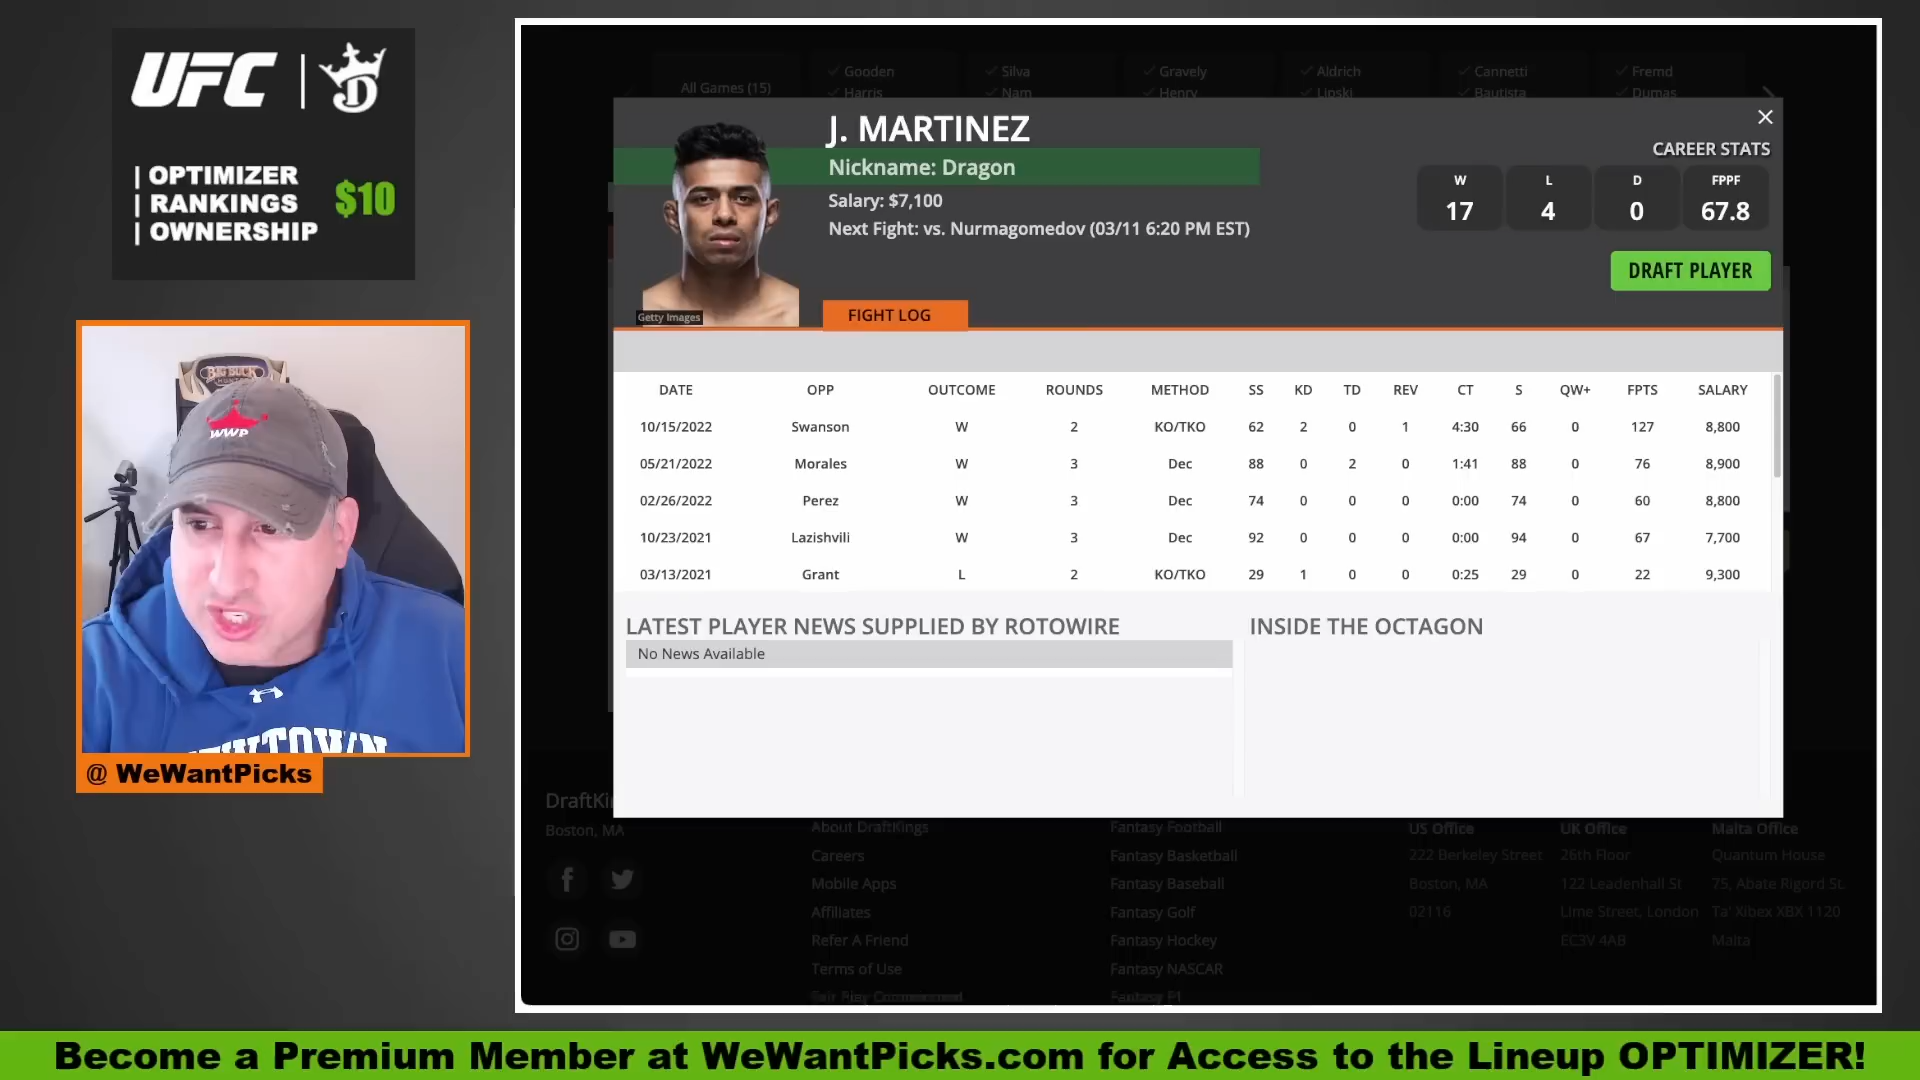 UFC
| OPTIMIZER
| RANKINGS
| OWNERSHIP
$10
BIG BUCK
WWP
@ WeWantPicks
All Games (15)
Gooden
Harris
Silva
Nam
Gravely
Henry
Aldrich
Lipski
Cannetti
Bautista
Fremd
Dumas
J. MARTINEZ
Nickname: Dragon
Salary: $7,100
Next Fight: vs. Nurmagomedov (03/11 6:20 PM EST)
Getty Images
CAREER STATS
W L D FPPF
17 4 0 67.8
DRAFT PLAYER
FIGHT LOG
DATE OPP OUTCOME ROUNDS METHOD SS KD TD REV CT S QW+ FPTS SALARY
10/15/2022 Swanson W 2 KO/TKO 62 2 0 1 4:30 66 0 127 8,800
05/21/2022 Morales W 3 Dec 88 0 2 0 1:41 88 0 76 8,900
02/26/2022 Perez W 3 Dec 74 0 0 0 0:00 74 0 60 8,800
10/23/2021 Lazishvili W 3 Dec 92 0 0 0 0:00 94 0 67 7,700
03/13/2021 Grant L 2 KO/TKO 29 1 0 0 0:25 29 0 22 9,300
LATEST PLAYER NEWS SUPPLIED BY ROTOWIRE
No News Available
INSIDE THE OCTAGON
Boston, MA
About DraftKings
Careers
Mobile Apps
Affiliates
Refer A Friend
Terms of Use
Fantasy Football
Fantasy Basketball
Fantasy Baseball
Fantasy Golf
Fantasy Hockey
Fantasy NASCAR
Fantasy F1
US Office
222 Berkeley Street
Boston, MA
02116
UK Office
26th Floor
122 Leadenhall St
Lime Street, London
EC3V 4AB
Malta Office
Quantum House
75, Abate Rigord St.
Ta' Xibex XBX 1120
Malta
Become a Premium Member at WeWantPicks.com for Access to the Lineup OPTIMIZER!